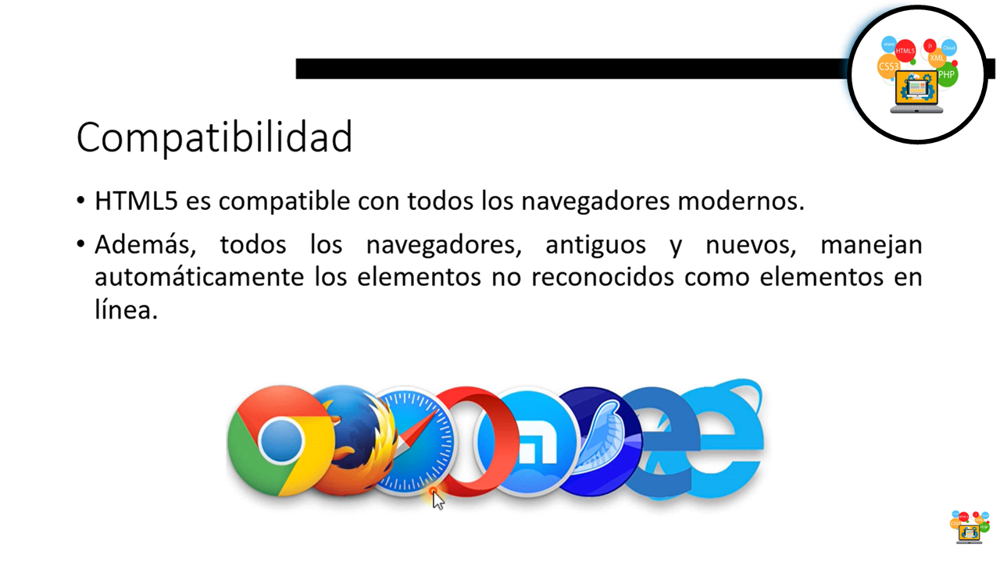 www
HTML5
JS
Cloud
CSS3
XML
PHP
Compatibilidad
• HTML5 es compatible con todos los navegadores modernos.
• Además, todos los navegadores, antiguos y nuevos, manejan
automáticamente los elementos no reconocidos como elementos en
línea.